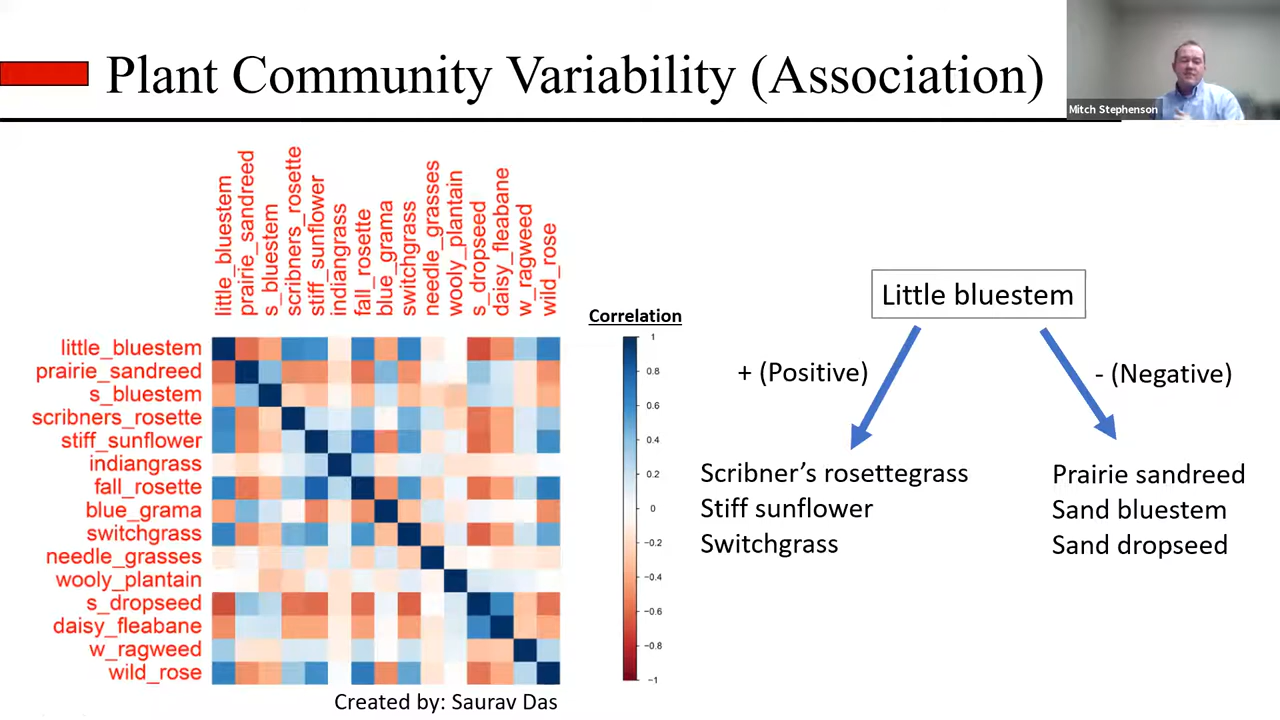 Plant Community Variability (Association)
Mitch Stephenson
little_bluestem
prairie_sandreed
s_bluestem
scribners_rosette
stiff_sunflower
indiangrass
fall_rosette
blue_grama
switchgrass
needle_grasses
wooly_plantain
s_dropseed
daisy_fleabane
w_ragweed
wild_rose
little_bluestem
prairie_sandreed
s_bluestem
scribners_rosette
stiff_sunflower
indiangrass
fall_rosette
blue_grama
switchgrass
needle_grasses
wooly_plantain
s_dropseed
daisy_fleabane
w_ragweed
wild_rose
Correlation
1
0.8
0.6
0.4
0.2
0
−0.2
−0.4
−0.6
−0.8
−1
Created by: Saurav Das
Little bluestem
+ (Positive)
- (Negative)
Scribner’s rosettegrass
Stiff sunflower
Switchgrass
Prairie sandreed
Sand bluestem
Sand dropseed